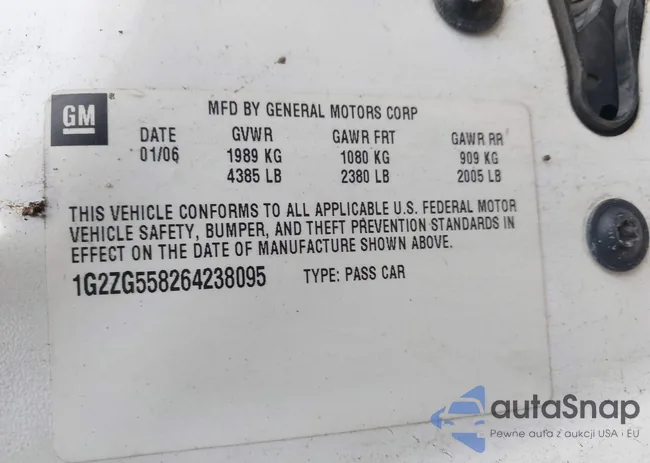 GM
MFD BY GENERAL MOTORS CORP
DATE GVWR GAWR FRT GAWR RR
01/06 1989 KG 1080 KG 909 KG
4385 LB 2380 LB 2005 LB
THIS VEHICLE CONFORMS TO ALL APPLICABLE U.S. FEDERAL MOTOR
VEHICLE SAFETY, BUMPER, AND THEFT PREVENTION STANDARDS IN
EFFECT ON THE DATE OF MANUFACTURE SHOWN ABOVE.
1G2ZG558264238095 TYPE: PASS CAR
autaSnap
Pewne auta z aukcji USA i EU